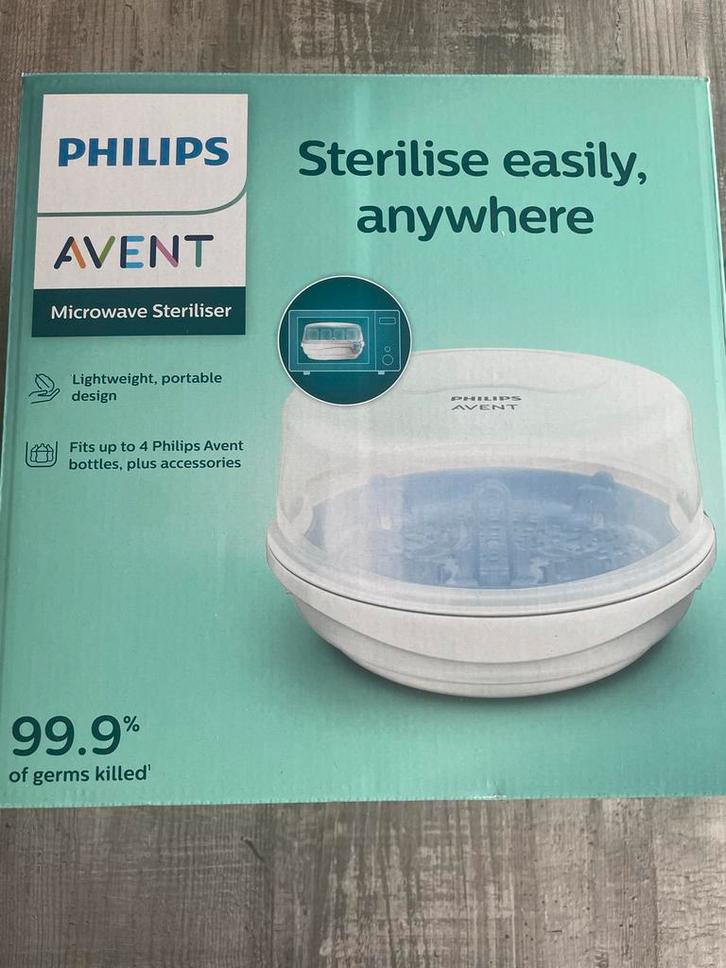 PHILIPS
AVENT
Microwave Steriliser
Sterilise easily,
anywhere
Lightweight, portable
design
Fits up to 4 Philips Avent
bottles, plus accessories
PHILIPS
AVENT
99.9%
of germs killed¹